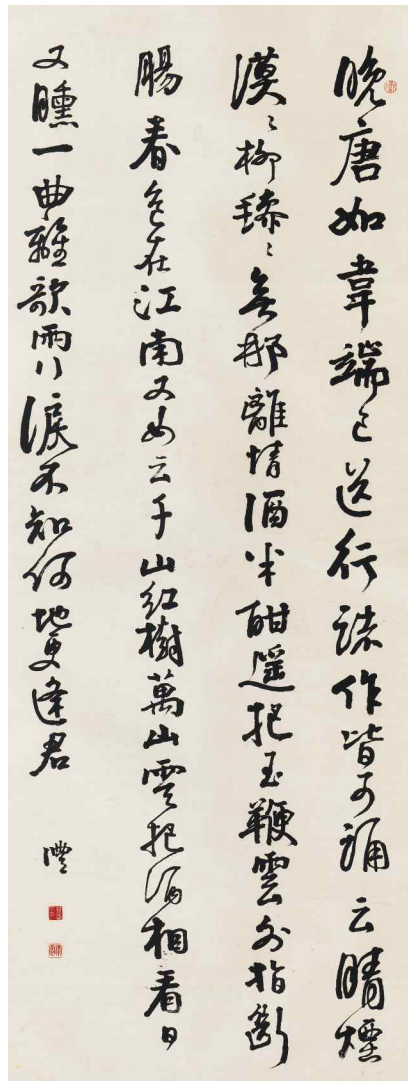 晚唐如韋端己送行諸作皆可誦云晴煙
漠〻柳毿〻無那離情酒半酣遥把玉鞭雲外指斷
腸春色在江南又如云千山紅樹萬山雲把酒相看日
又曛一曲離歌兩行淚不知何地更逢君
澧